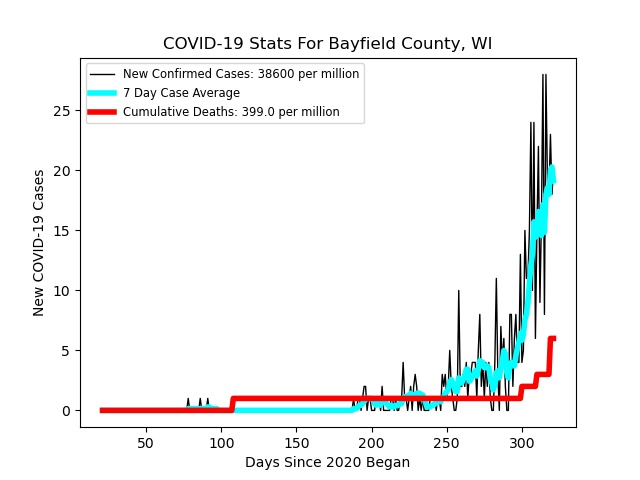 COVID-19 Stats For Bayfield County, WI
New Confirmed Cases: 38600 per million
7 Day Case Average
Cumulative Deaths: 399.0 per million
25
20
15
10
5
0
New COVID-19 Cases
50
100
150
200
250
300
Days Since 2020 Began